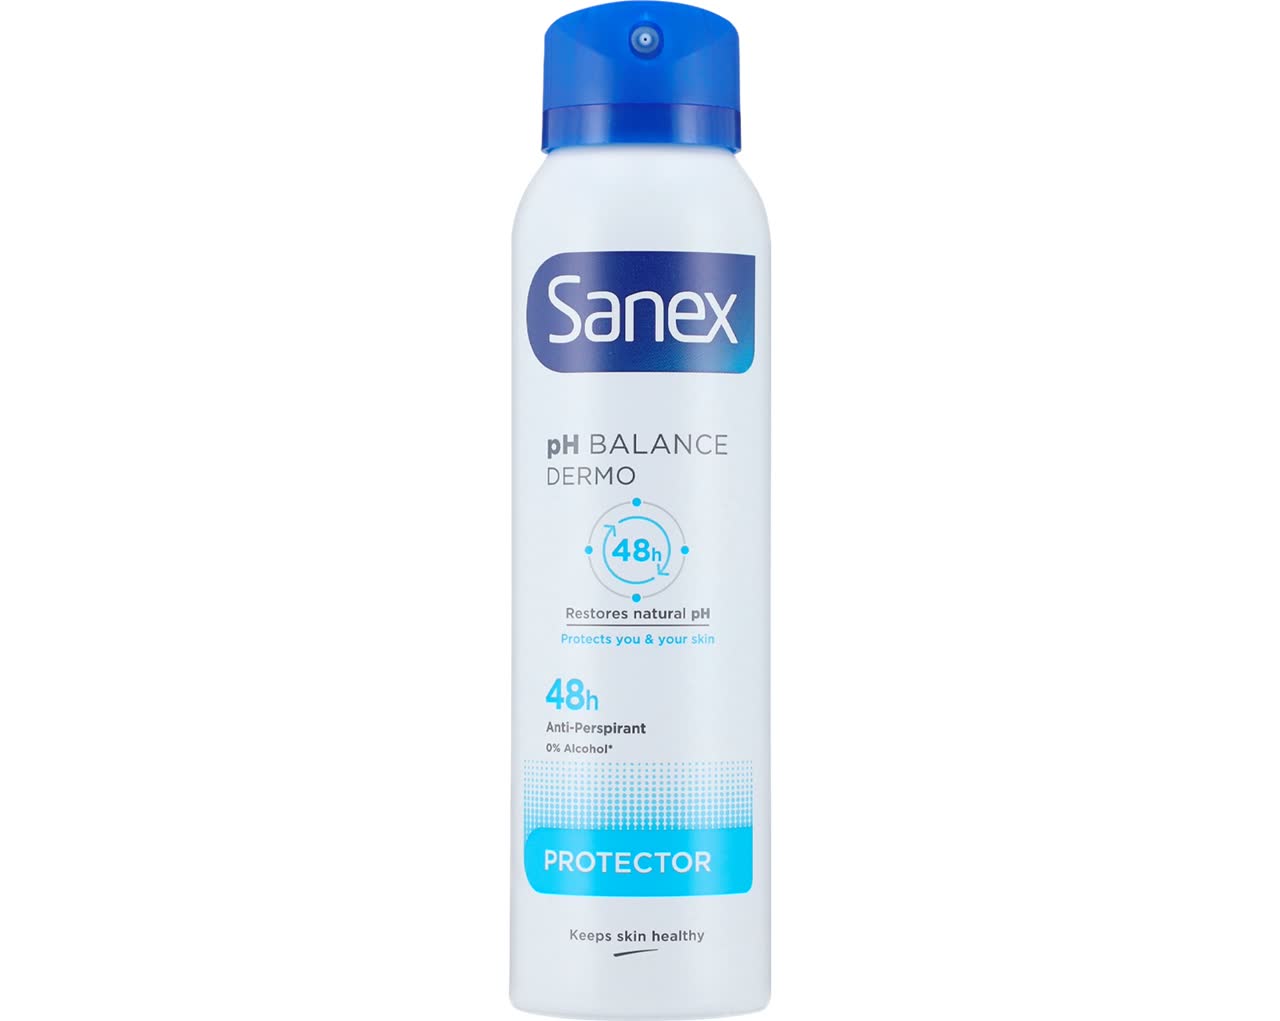 Sanex
pH BALANCE
DERMO
48h
Restores natural pH
Protects you & your skin
48h
Anti-Perspirant
0% Alcohol*
PROTECTOR
Keeps skin healthy